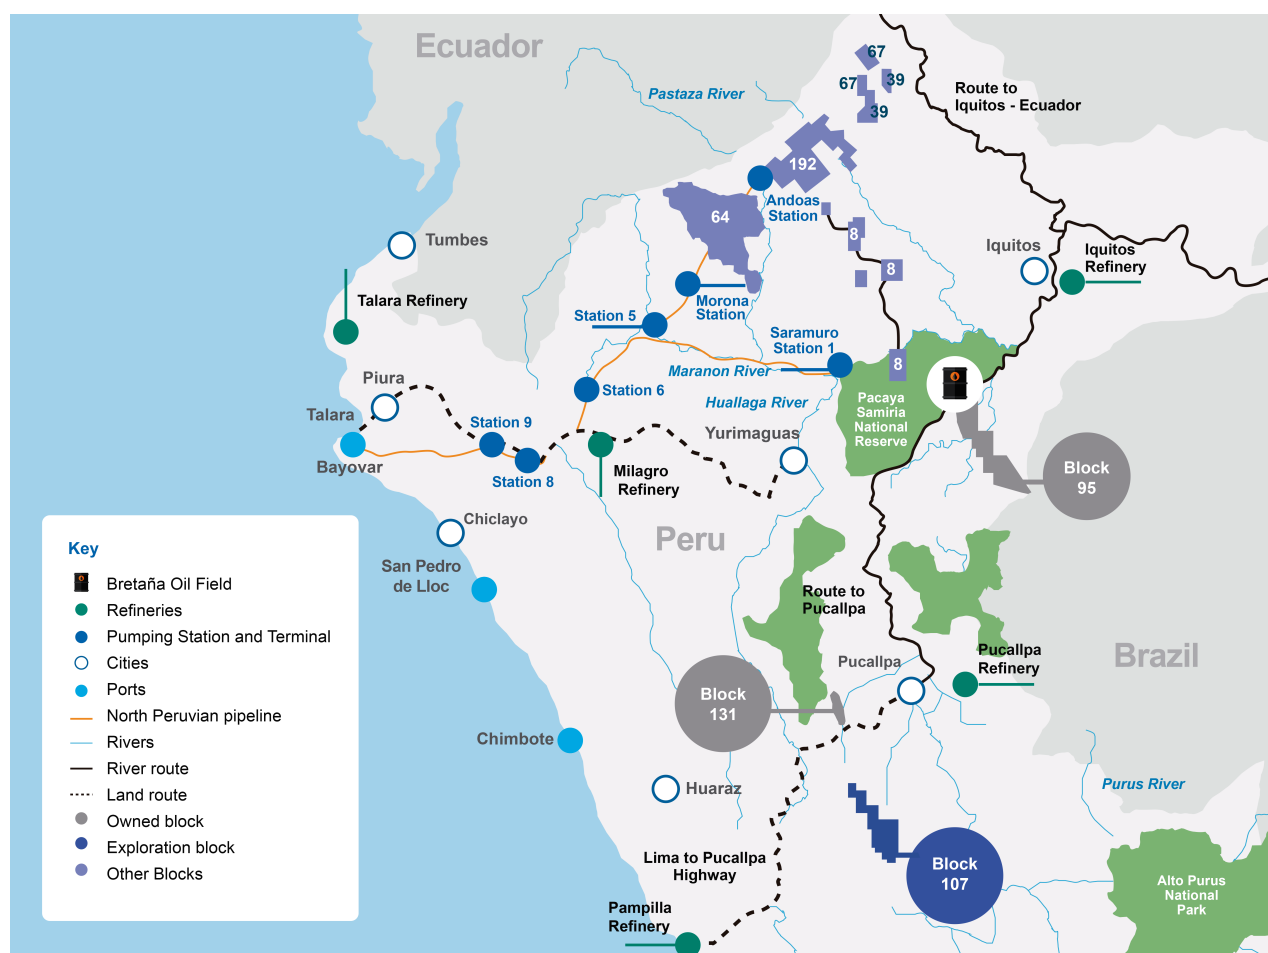 Ecuador
Pastaza River
67
67
39
39
Route to
Iquitos - Ecuador
192
Andoas
Station
64
8
8
8
Tumbes
Iquitos
Iquitos
Refinery
Talara Refinery
Morona
Station
Station 5
Saramuro
Station 1
Maranon River
Station 6
Huallaga River
Piura
Talara
Bayovar
Station 9
Station 8
Yurimaguas
Milagro
Refinery
Pacaya
Samiria
National
Reserve
Block
95
Chiclayo
San Pedro
de Lloc
Peru
Route to
Pucallpa
Pucallpa
Pucallpa
Refinery
Brazil
Block
131
Chimbote
Huaraz
Purus River
Lima to Pucallpa
Highway
Block
107
Alto Purus
National
Park
Pampilla
Refinery
Key
Bretaña Oil Field
Refineries
Pumping Station and Terminal
Cities
Ports
North Peruvian pipeline
Rivers
River route
Land route
Owned block
Exploration block
Other Blocks